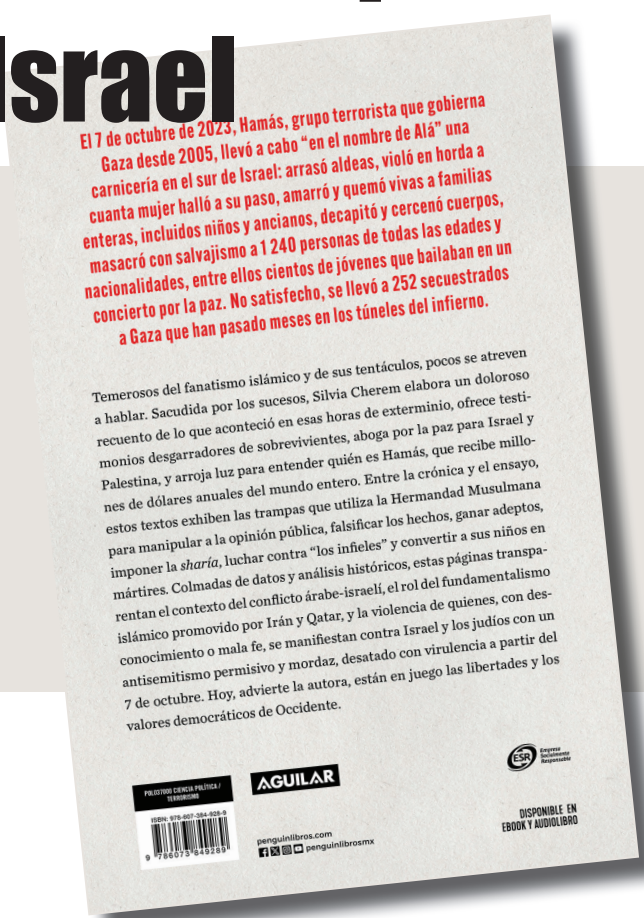 Israel
El 7 de octubre de 2023, Hamás, grupo terrorista que gobierna
Gaza desde 2005, llevó a cabo “en el nombre de Alá” una
carnicería en el sur de Israel: arrasó aldeas, violó en horda a
cuanta mujer halló a su paso, amarró y quemó vivas a familias
enteras, incluidos niños y ancianos, decapitó y cercenó cuerpos,
masacró con salvajismo a 1 240 personas de todas las edades y
nacionalidades, entre ellos cientos de jóvenes que bailaban en un
concierto por la paz. No satisfecho, se llevó a 252 secuestrados
a Gaza que han pasado meses en los túneles del infierno.
Temerosos del fanatismo islámico y de sus tentáculos, pocos se atreven
a hablar. Sacudida por los sucesos, Silvia Cherem elabora un doloroso
recuento de lo que aconteció en esas horas de exterminio, ofrece testi-
monios desgarradores de sobrevivientes, aboga por la paz para Israel y
Palestina, y arroja luz para entender quién es Hamás, que recibe millo-
nes de dólares anuales del mundo entero. Entre la crónica y el ensayo,
estos textos exhiben las trampas que utiliza la Hermandad Musulmana
para manipular a la opinión pública, falsificar los hechos, ganar adeptos,
imponer la sharía, luchar contra “los infieles” y convertir a sus niños en
mártires. Colmadas de datos y análisis históricos, estas páginas transpa-
rentan el contexto del conflicto árabe-israelí, el rol del fundamentalismo
islámico promovido por Irán y Qatar, y la violencia de quienes, con des-
conocimiento o mala fe, se manifiestan contra Israel y los judíos con un
antisemitismo permisivo y mordaz, desatado con virulencia a partir del
7 de octubre. Hoy, advierte la autora, están en juego las libertades y los
valores democráticos de Occidente.
POL037000 CIENCIA POLÍTICA /
TERRORISMO
ISBN: 978-607-384-928-9
9 786073 849289
AGUILAR
penguinlibros.com
penguinlibrosmx
ESR
Empresa
Socialmente
Responsable
DISPONIBLE EN
EBOOK Y AUDIOLIBRO